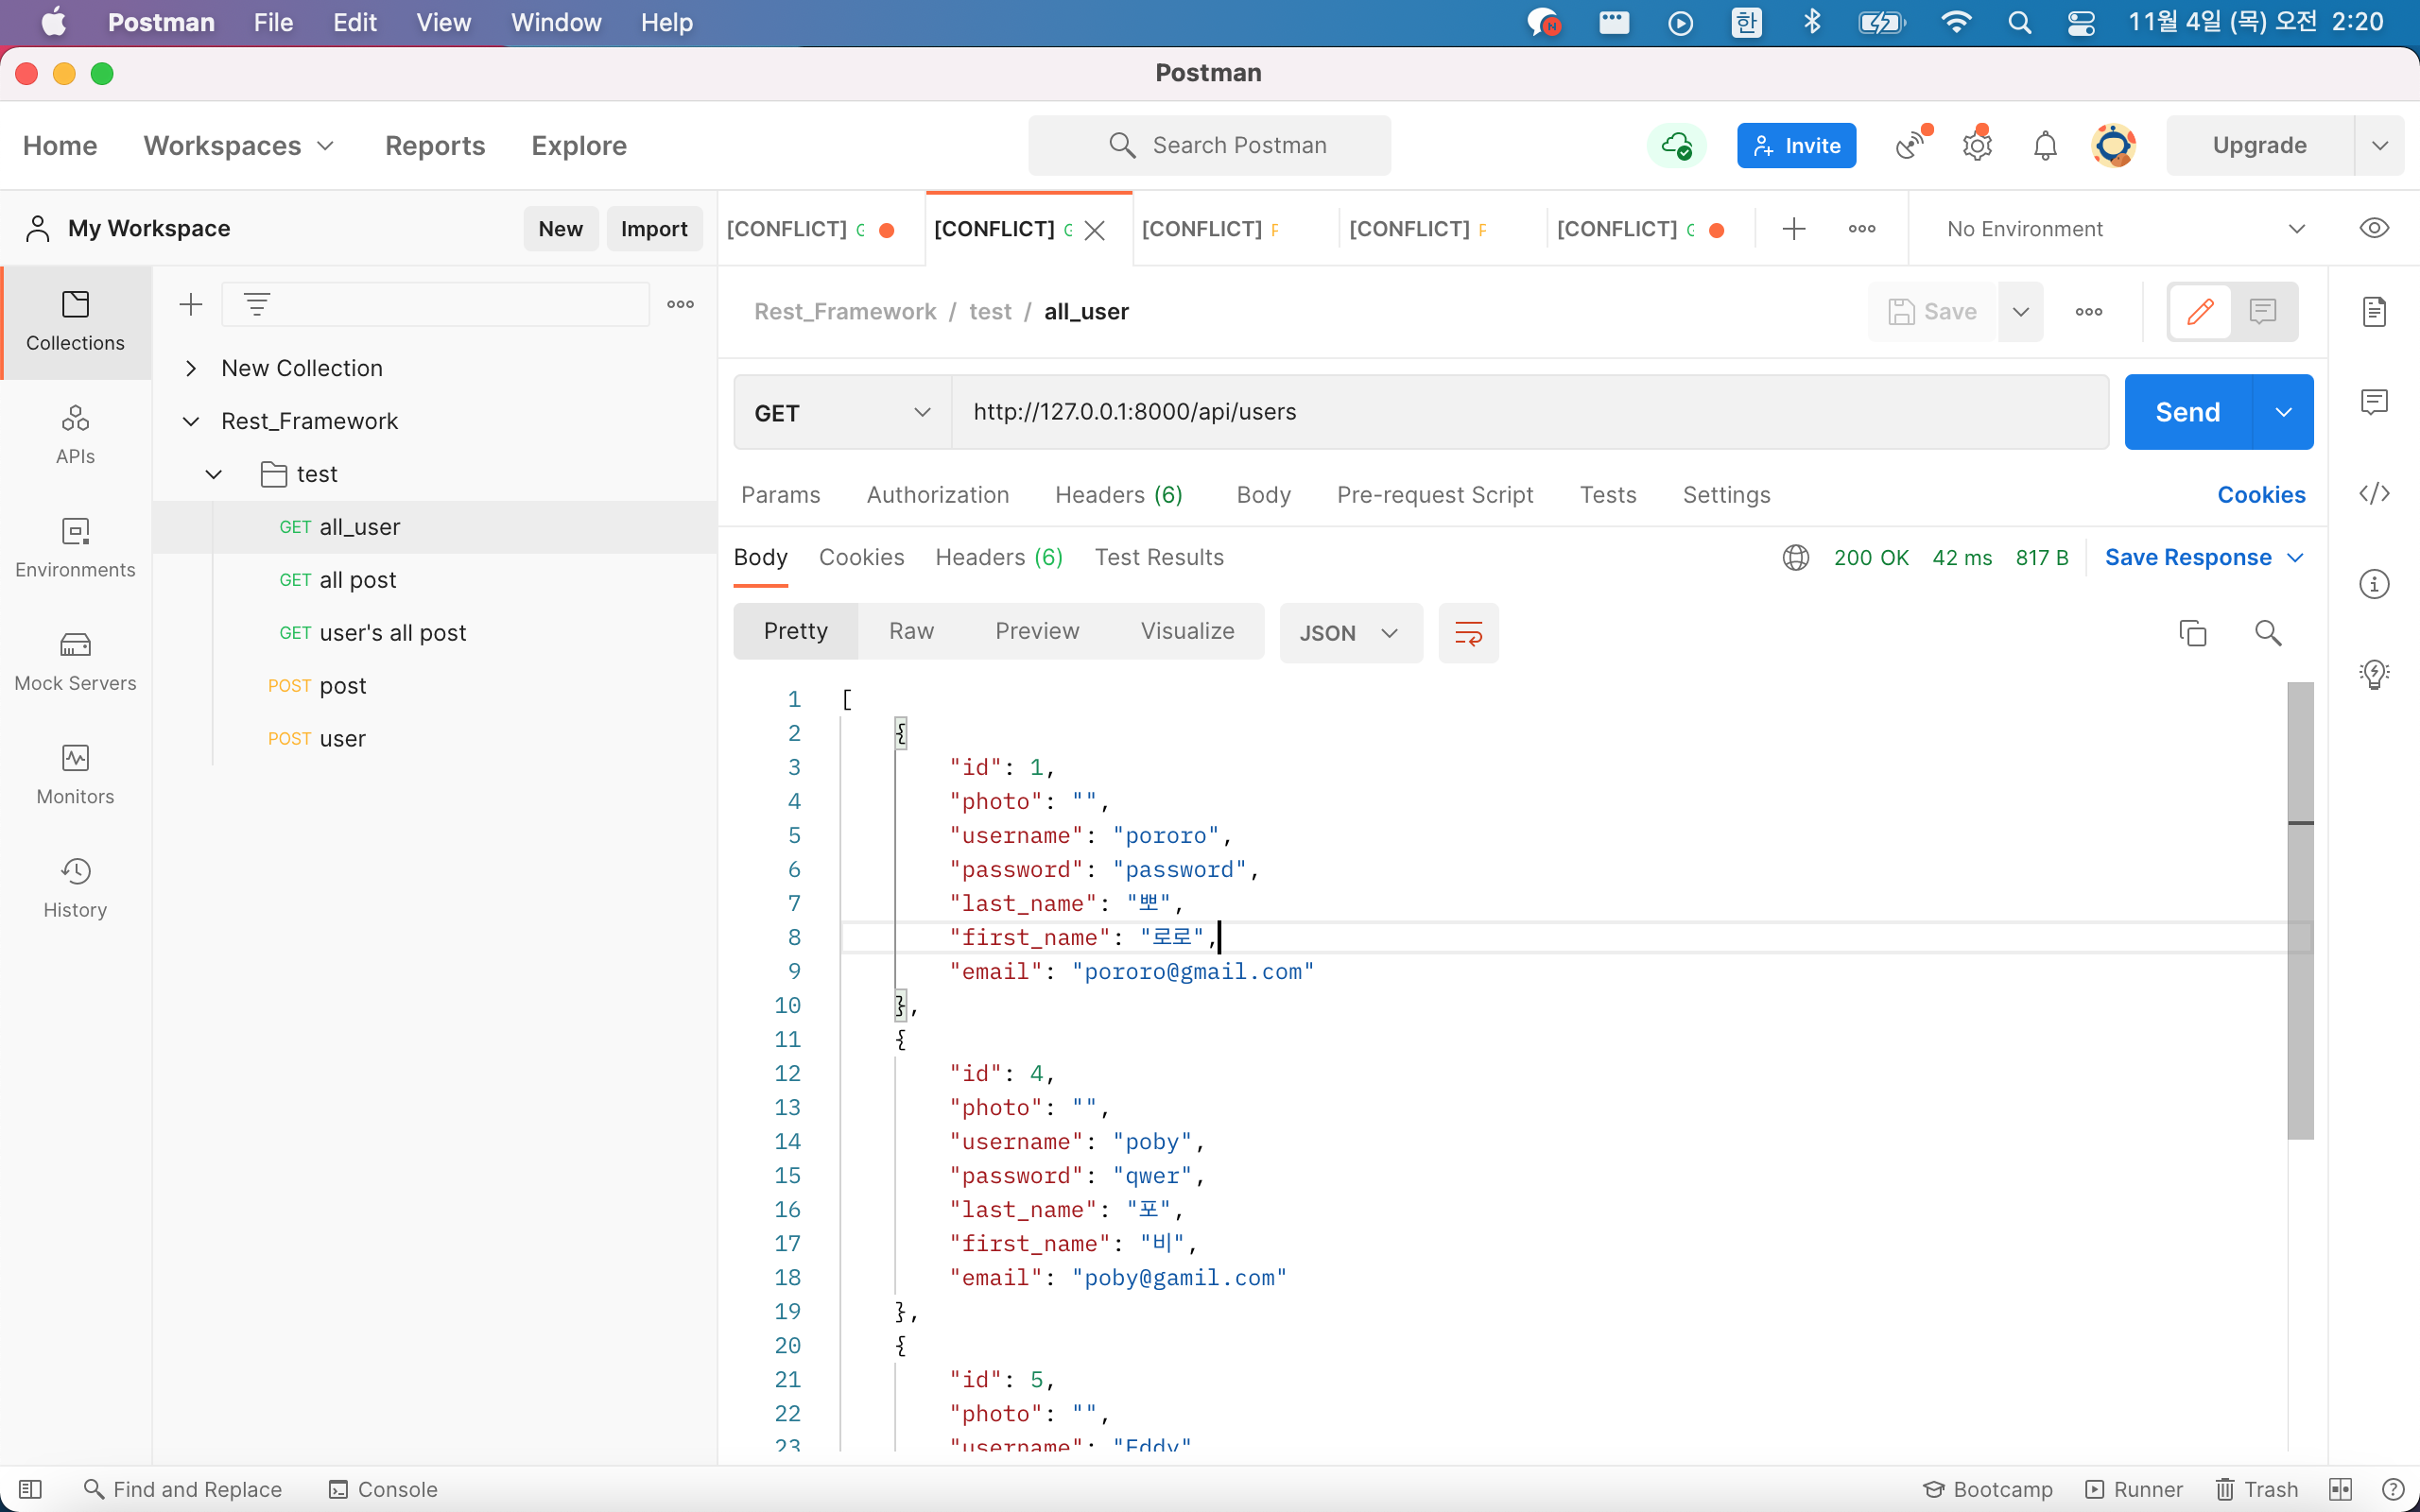 Postman File Edit View Window Help 한 11월 4일 (목) 오전 2:20
Postman
Home Workspaces Reports Explore Search Postman Invite Upgrade
My Workspace New Import [CONFLICT] G [CONFLICT] G [CONFLICT] P [CONFLICT] P [CONFLICT] G No Environment
Collections
APIs
Environments
Mock Servers
Monitors
History
New Collection
Rest_Framework
test
GET all_user
GET all post
GET user's all post
POST post
POST user
Rest_Framework / test / all_user Save
GET http://127.0.0.1:8000/api/users Send
Params Authorization Headers (6) Body Pre-request Script Tests Settings Cookies
Body Cookies Headers (6) Test Results 200 OK 42 ms 817 B Save Response
Pretty Raw Preview Visualize JSON
1 [
2 {
3 "id": 1,
4 "photo": "",
5 "username": "pororo",
6 "password": "password",
7 "last_name": "뽀",
8 "first_name": "로로",
9 "email": "pororo@gmail.com"
10 },
11 {
12 "id": 4,
13 "photo": "",
14 "username": "poby",
15 "password": "qwer",
16 "last_name": "포",
17 "first_name": "비",
18 "email": "poby@gamil.com"
19 },
20 {
21 "id": 5,
22 "photo": "",
23 "username": "Eddy"
Find and Replace Console Bootcamp Runner Trash